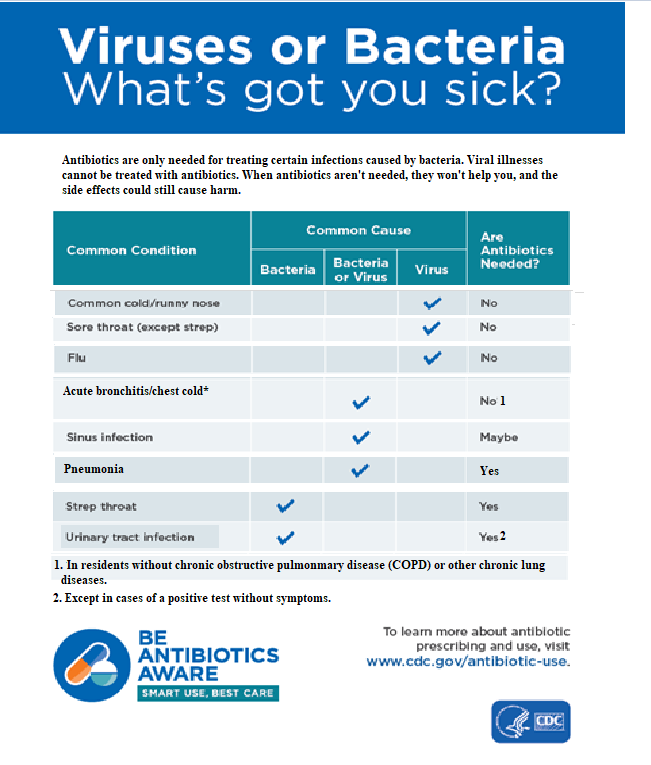 Viruses or Bacteria
What's got you sick?
Antibiotics are only needed for treating certain infections caused by bacteria. Viral illnesses
cannot be treated with antibiotics. When antibiotics aren't needed, they won't help you, and the
side effects could still cause harm.
Common Condition
Common Cause
Are
Antibiotics
Needed?
Bacteria
Bacteria
or Virus
Virus
Common cold/runny nose ✓ No
Sore throat (except strep) ✓ No
Flu ✓ No
Acute bronchitis/chest cold* ✓ No 1
Sinus infection ✓ Maybe
Pneumonia ✓ Yes
Strep throat ✓ Yes
Urinary tract infection ✓ Yes 2
1. In residents without chronic obstructive pulmonmary disease (COPD) or other chronic lung
diseases.
2. Except in cases of a positive test without symptoms.
BE
ANTIBIOTICS
AWARE
SMART USE, BEST CARE
To learn more about antibiotic
prescribing and use, visit
www.cdc.gov/antibiotic-use.
CDC